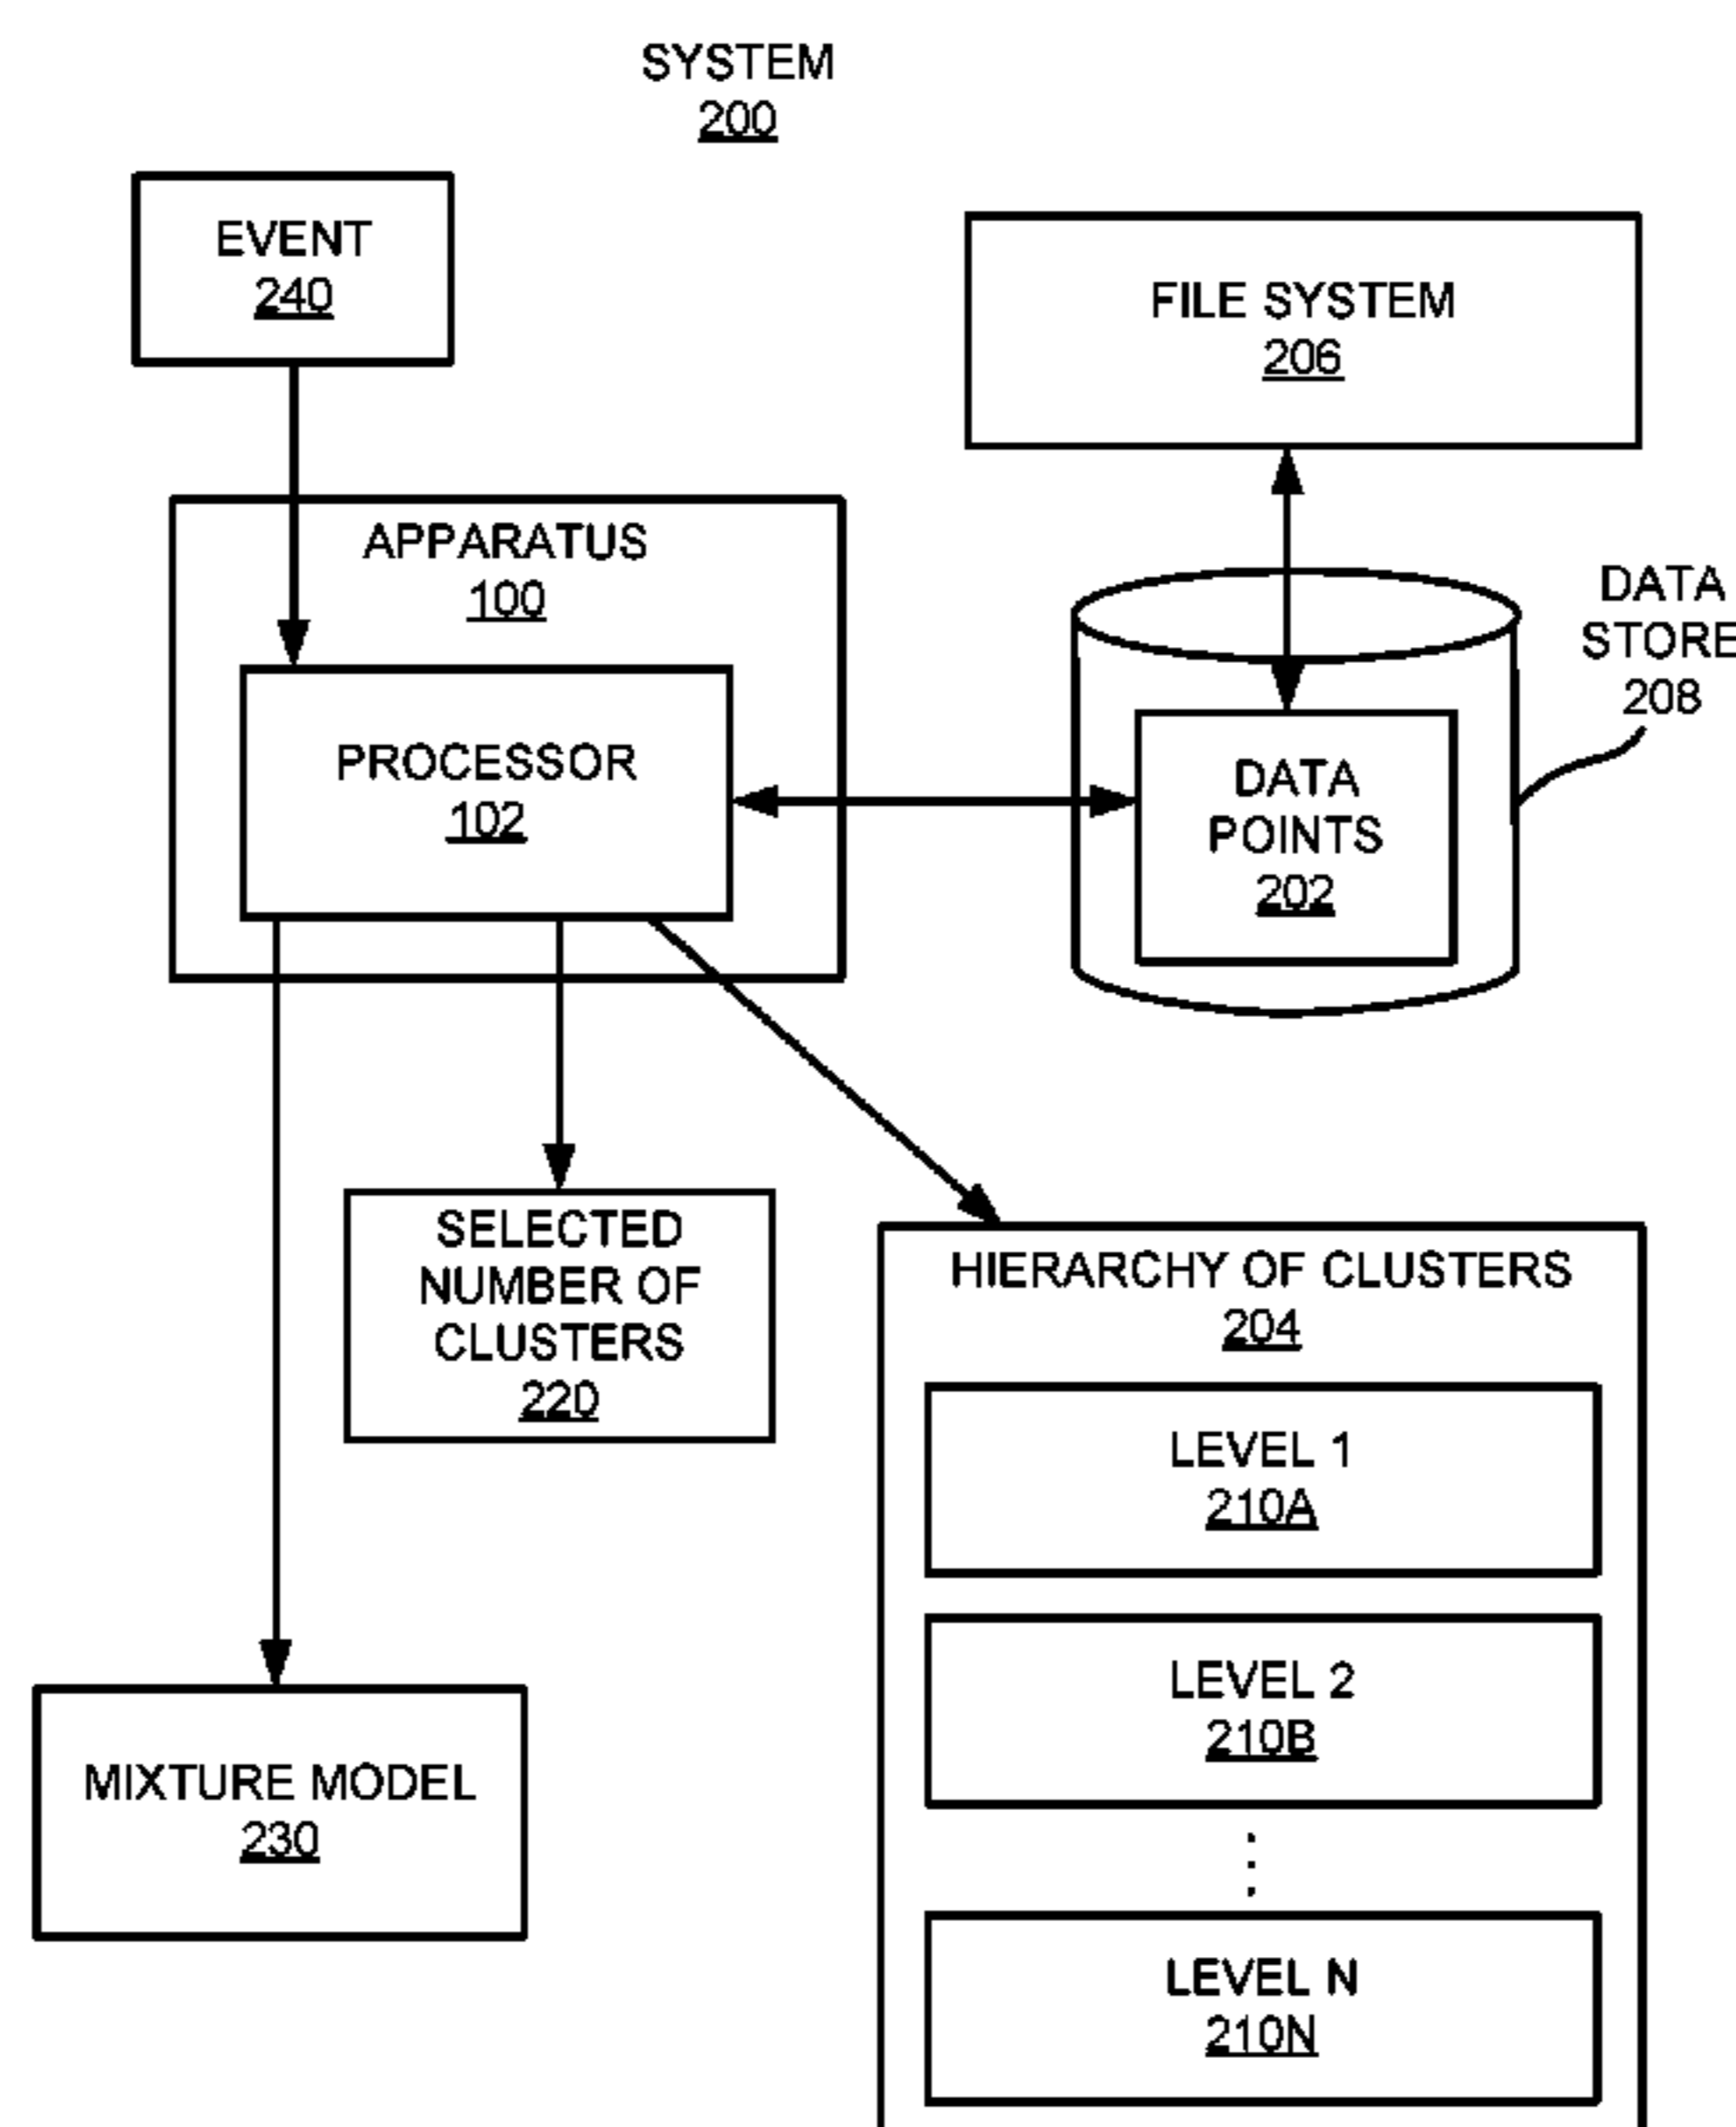 SYSTEM
200
EVENT
240
FILE SYSTEM
206
APPARATUS
100
DATA
STORE
208
PROCESSOR
102
DATA
POINTS
202
SELECTED
NUMBER OF
CLUSTERS
220
HIERARCHY OF CLUSTERS
204
LEVEL 1
210A
LEVEL 2
210B
MIXTURE MODEL
230
LEVEL N
210N